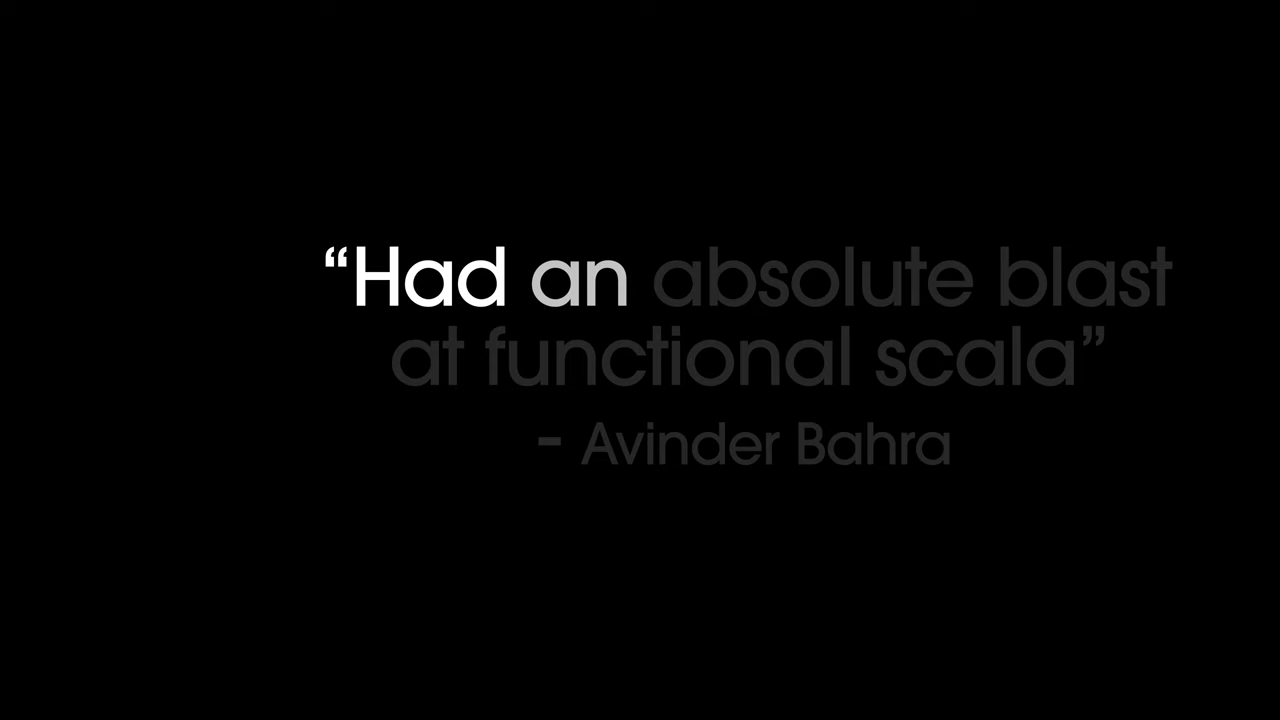 “Had an absolute blast
at functional scala”
- Avinder Bahra